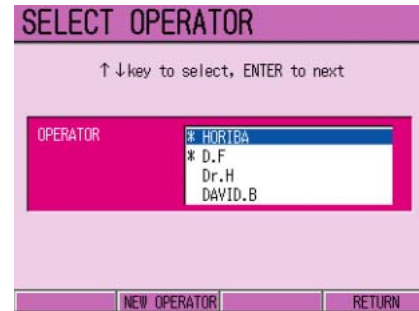 SELECT OPERATOR
↑↓key to select, ENTER to next
OPERATOR
* HORIBA
* D.F
Dr.H
DAVID.B
NEW OPERATOR
RETURN